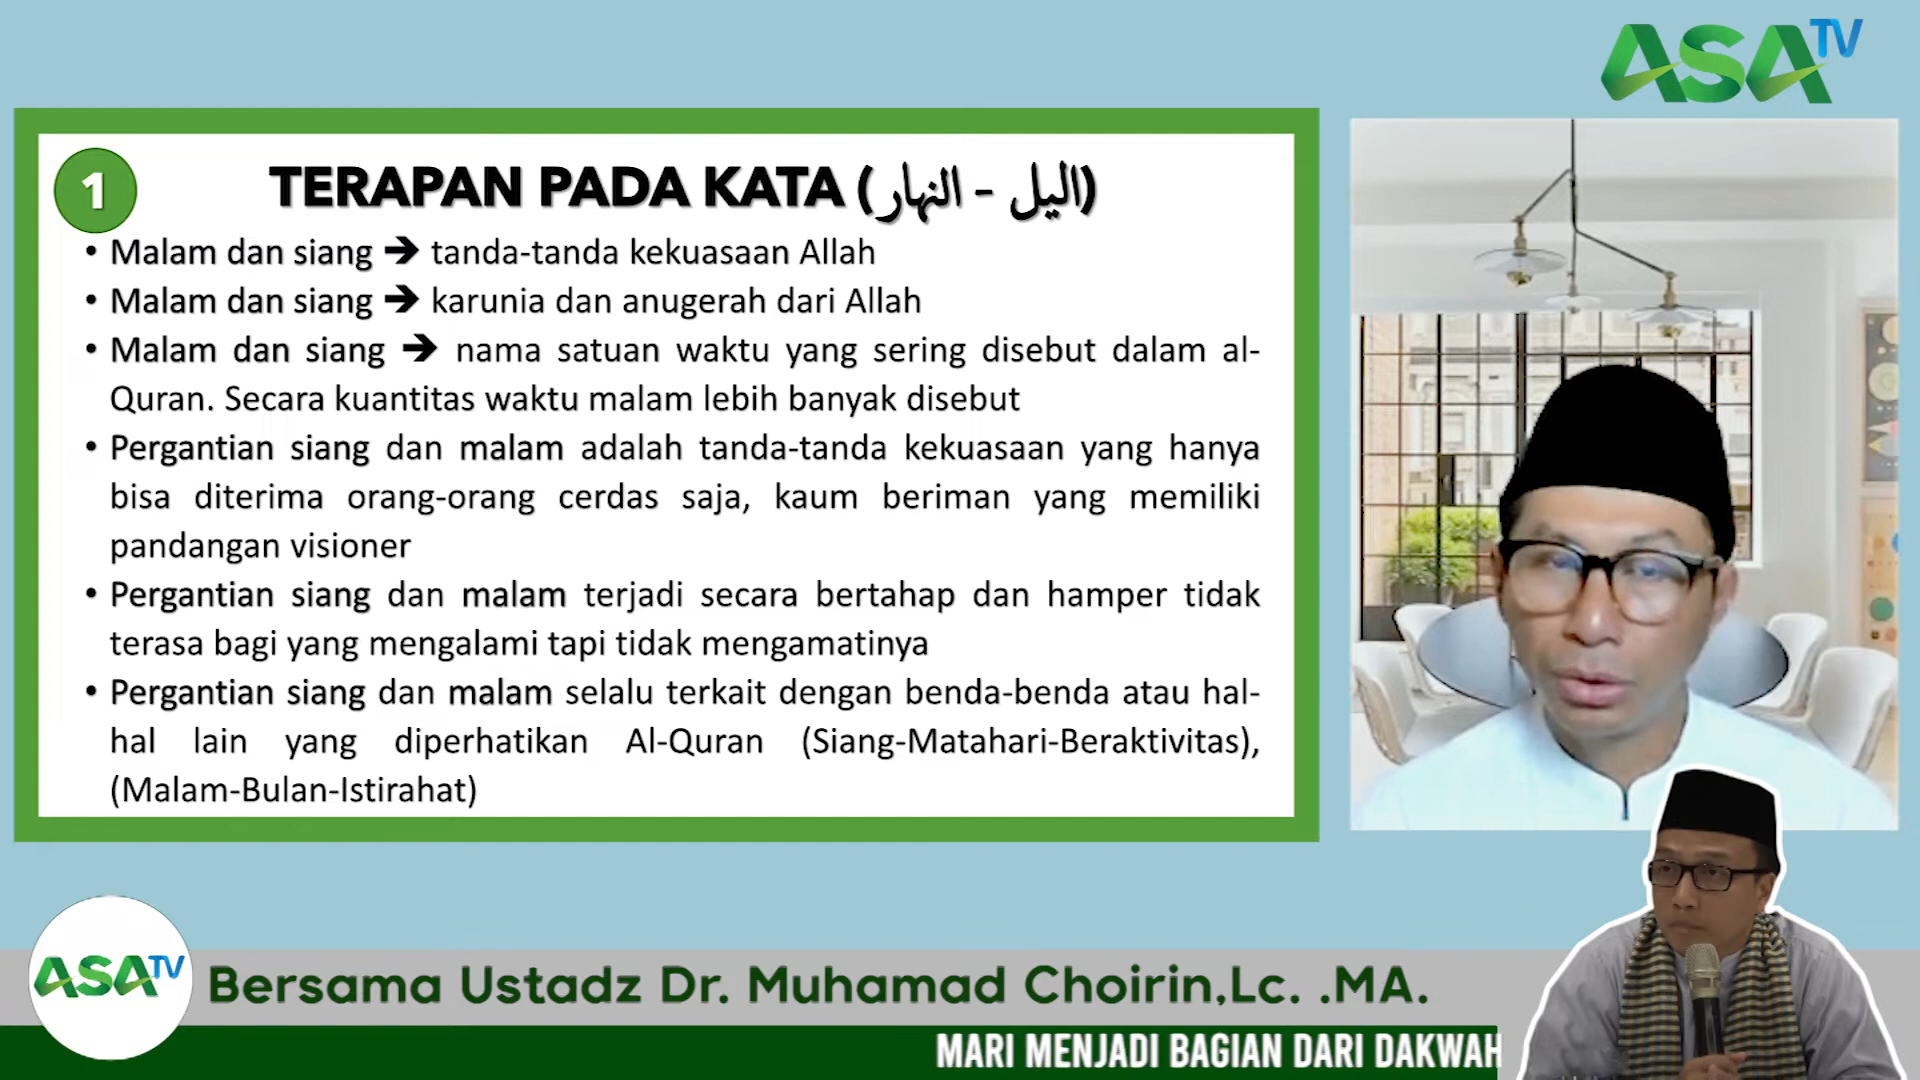 ASA TV
1
TERAPAN PADA KATA (اليل - النهار)
• Malam dan siang ➔ tanda-tanda kekuasaan Allah
• Malam dan siang ➔ karunia dan anugerah dari Allah
• Malam dan siang ➔ nama satuan waktu yang sering disebut dalam al-
Quran. Secara kuantitas waktu malam lebih banyak disebut
• Pergantian siang dan malam adalah tanda-tanda kekuasaan yang hanya
bisa diterima orang-orang cerdas saja, kaum beriman yang memiliki
pandangan visioner
• Pergantian siang dan malam terjadi secara bertahap dan hamper tidak
terasa bagi yang mengalami tapi tidak mengamatinya
• Pergantian siang dan malam selalu terkait dengan benda-benda atau hal-
hal lain yang diperhatikan Al-Quran (Siang-Matahari-Beraktivitas),
(Malam-Bulan-Istirahat)
ASA TV
Bersama Ustadz Dr. Muhamad Choirin,Lc. .MA.
MARI MENJADI BAGIAN DARI DAKWAH